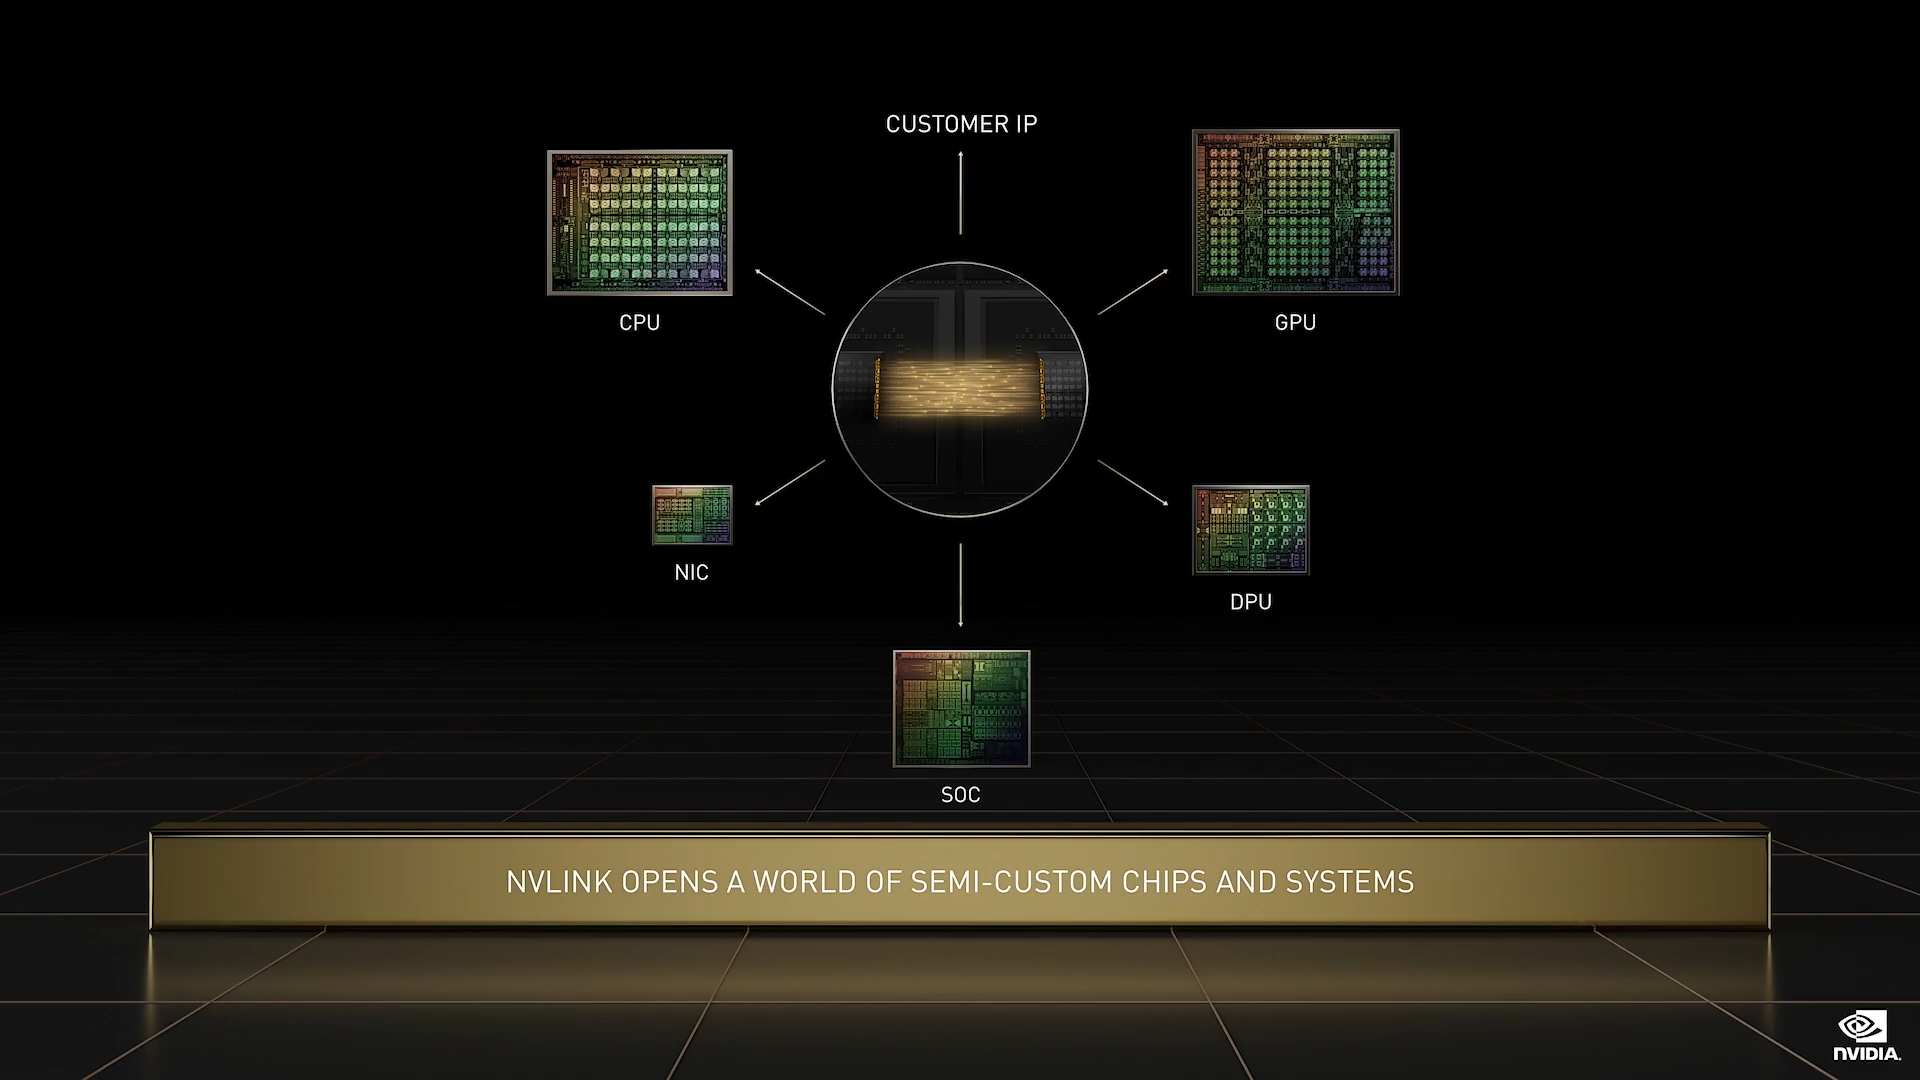 CUSTOMER IP
CPU
GPU
NIC
DPU
SOC
NVLINK OPENS A WORLD OF SEMI-CUSTOM CHIPS AND SYSTEMS
NVIDIA.